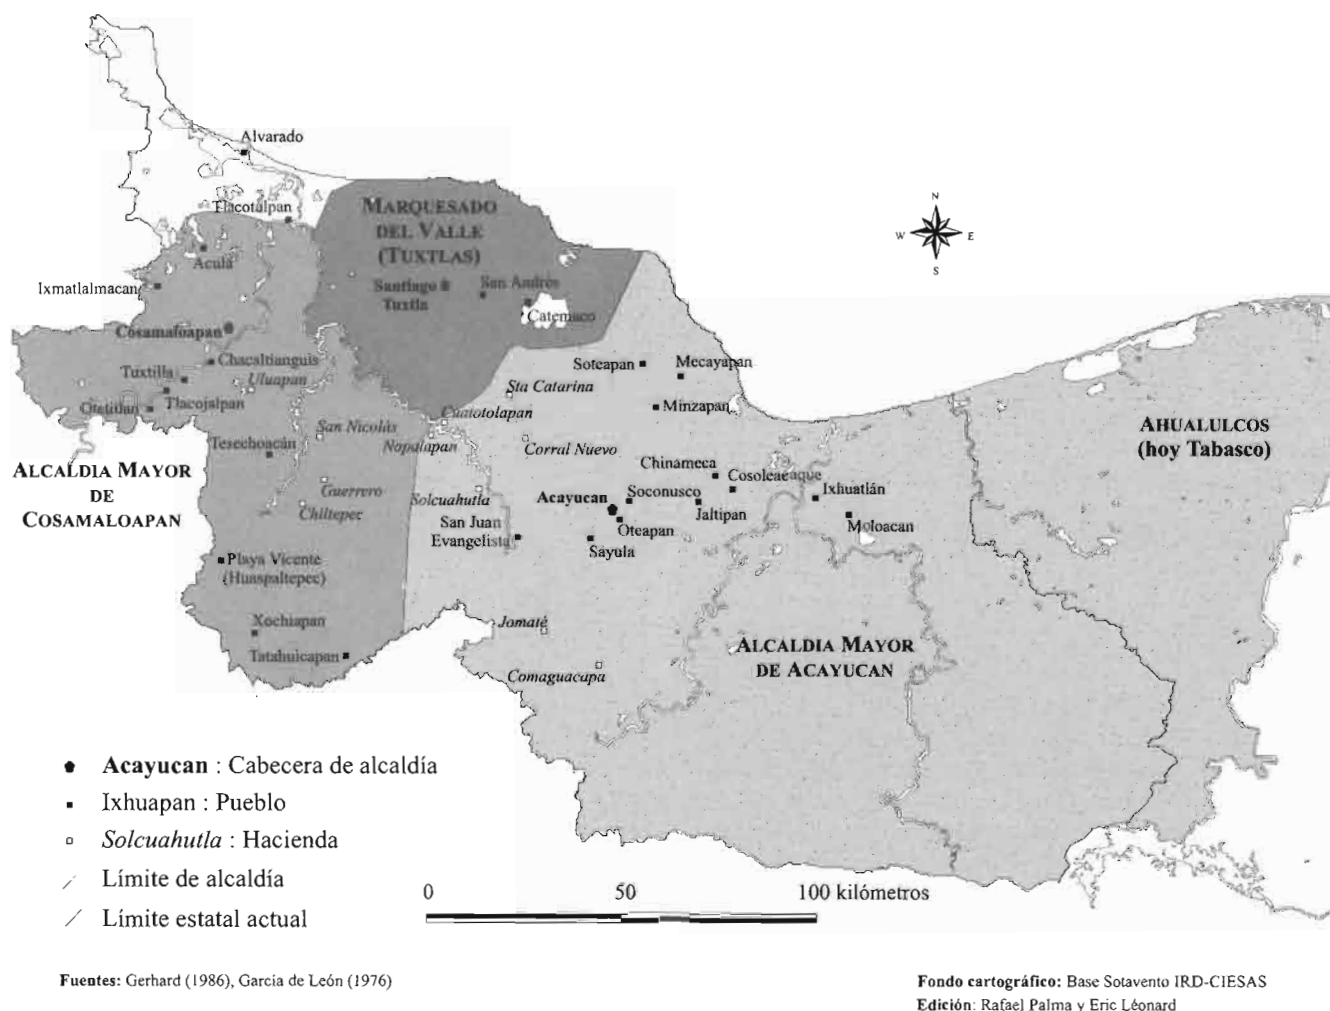 Alvarado
Tlacotalpan
MARQUESADO
DEL VALLE
(TUXTLAS)
N
W
E
S
Acula
Ixmatlalmacan
Santiago
Tuxtla
San Andrés
Catemaco
Cosamaloapan
Chacaltianguis
Tuxtilla
Uluapan
Otatitlan
Tlacojalpan
Soteapan
Mecayapan
Sta Catarina
Minzapan
Cuatotolapan
San Nicolás
Nopalapan
Corral Nuevo
Tesechoacán
AHUALULCOS
(hoy Tabasco)
ALCALDIA MAYOR
DE
COSAMALOAPAN
Chinameca
Cosoleacaque
Guerrero
Chiltepec
Solcuahutla
Acayucan
Soconusco
Jaltipan
Ixhuatlán
San Juan
Evangelista
Oteapan
Moloacan
Sayula
Playa Vicente
(Huaspaltepec)
Xochiapan
Tatahuicapan
Jomaté
Comaguacapa
ALCALDIA MAYOR
DE ACAYUCAN
Acayucan : Cabecera de alcaldía
Ixhuapan : Pueblo
Solcuahutla : Hacienda
Límite de alcaldía
Límite estatal actual
0 50 100 kilómetros
Fuentes: Gerhard (1986), García de León (1976)
Fondo cartográfico: Base Sotavento IRD-CIESAS
Edición: Rafael Palma y Eric Léonard